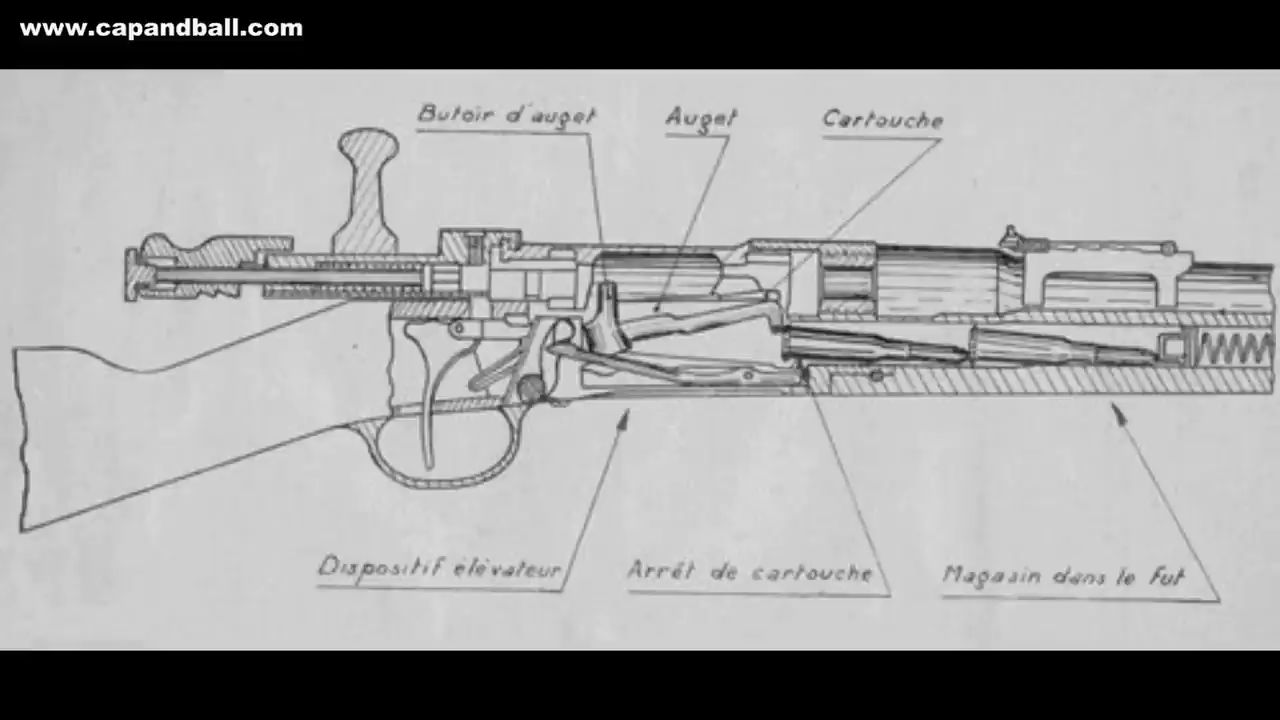 www.capandball.com
Butoir d'auget
Auget
Cartouche
Dispositif élévateur
Arrêt de cartouche
Magasin dans le fut